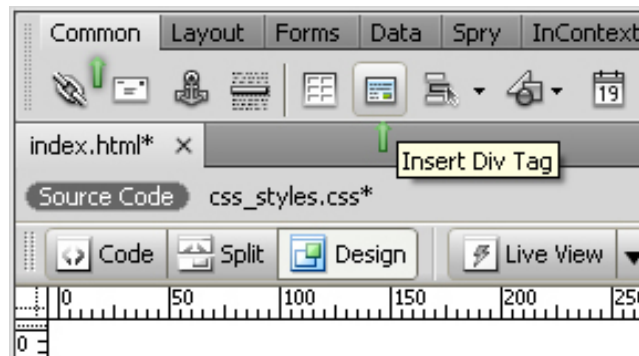 Common Layout Forms Data Spry InContext
19
Insert Div Tag
index.html*
Source Code css_styles.css*
Code Split Design Live View
0 50 100 150 200 250
0